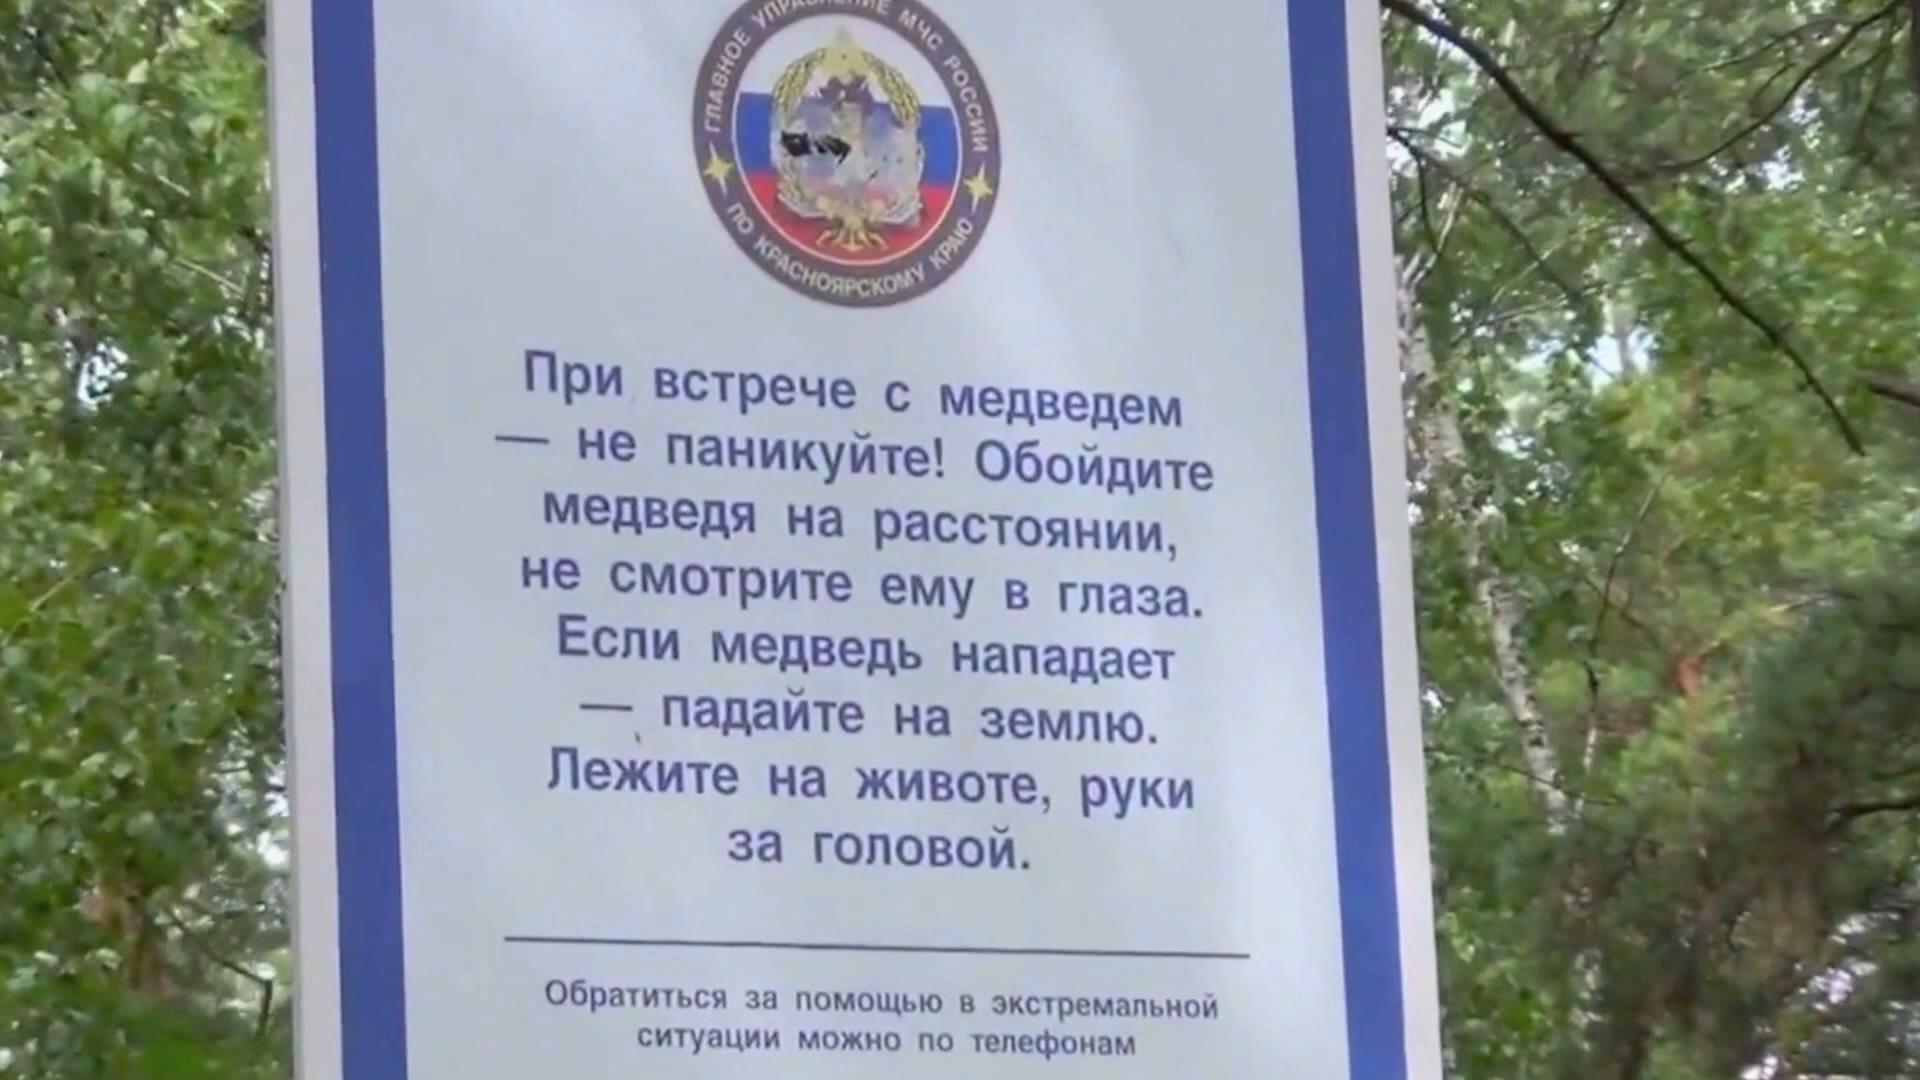 ГЛАВНОЕ УПРАВЛЕНИЕ МЧС РОССИИ
ПО КРАСНОЯРСКОМУ КРАЮ
При встрече с медведем
— не паникуйте! Обойдите
медведя на расстоянии,
не смотрите ему в глаза.
Если медведь нападает
— падайте на землю.
Лежите на животе, руки
за головой.
Обратиться за помощью в экстремальной
ситуации можно по телефонам